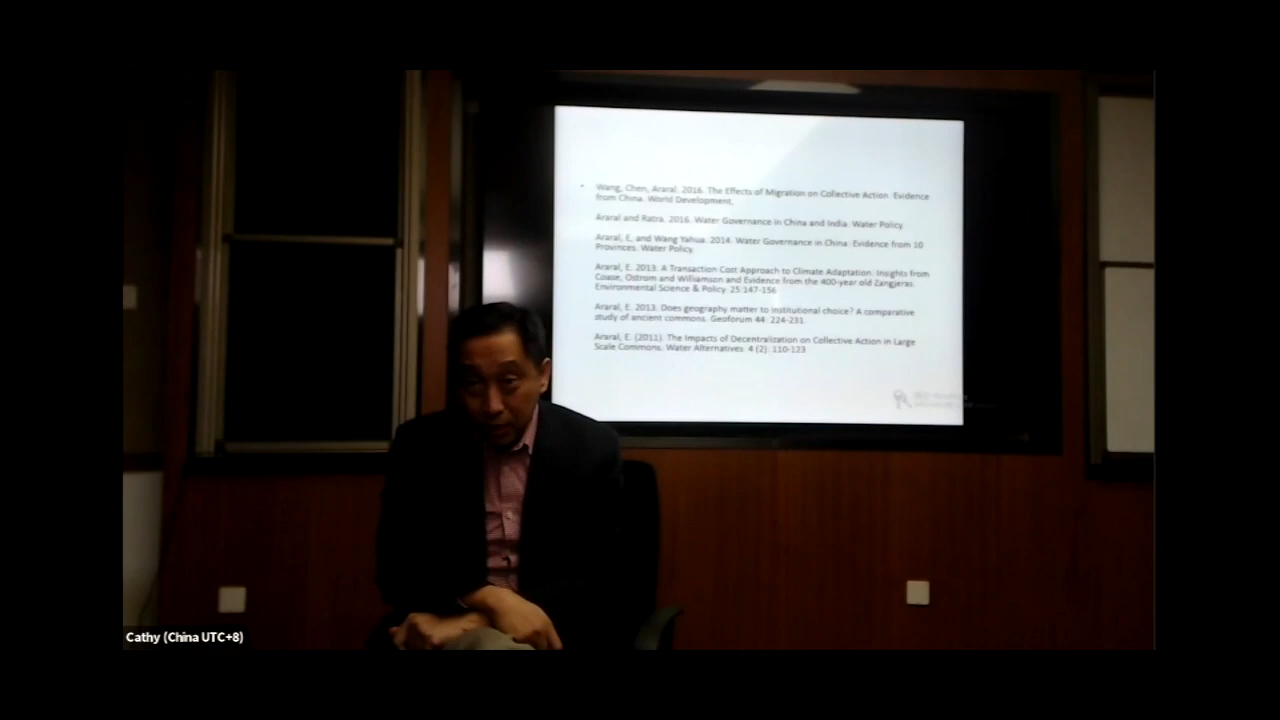 Wang, Chen, Araral. 2016. The Effects of Migration on Collective Action. Evidence
from China. World Development,
Araral and Ratra. 2016. Water Governance in China and India. Water Policy
Araral, E, and Wang Yahua. 2014. Water Governance in China: Evidence from 10
Provinces. Water Policy,
Araral, E. 2013. A Transaction Cost Approach to Climate Adaptation: Insights from
Coase, Ostrom and Williamson and Evidence from the 400-year old Zangjeras.
Environmental Science & Policy. 25:147-156
Araral, E. 2013. Does geography matter to institutional choice? A comparative
study of ancient commons. Geoforum 44: 224-231.
Araral, E. (2011). The Impacts of Decentralization on Collective Action in Large
Scale Commons. Water Alternatives. 4 (2): 110-123
Cathy (China UTC+8)